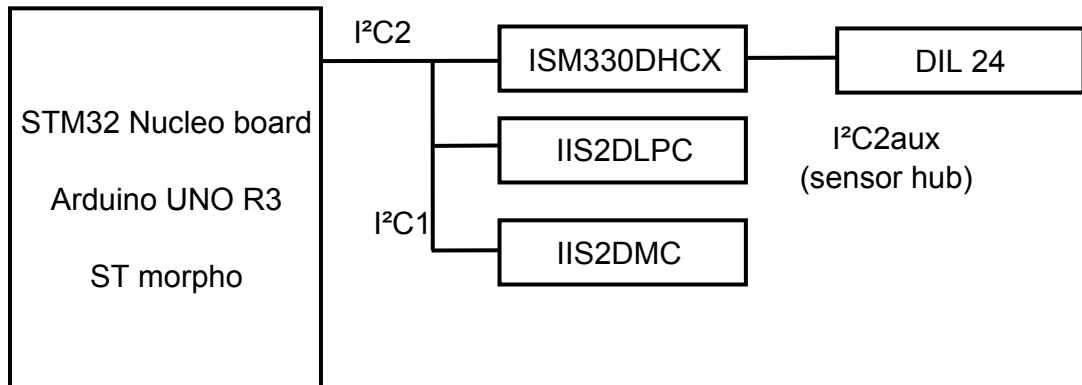 STM32 Nucleo board
Arduino UNO R3
ST morpho
I²C2
I²C1
ISM330DHCX
IIS2DLPC
IIS2DMC
DIL 24
I²C2aux
(sensor hub)